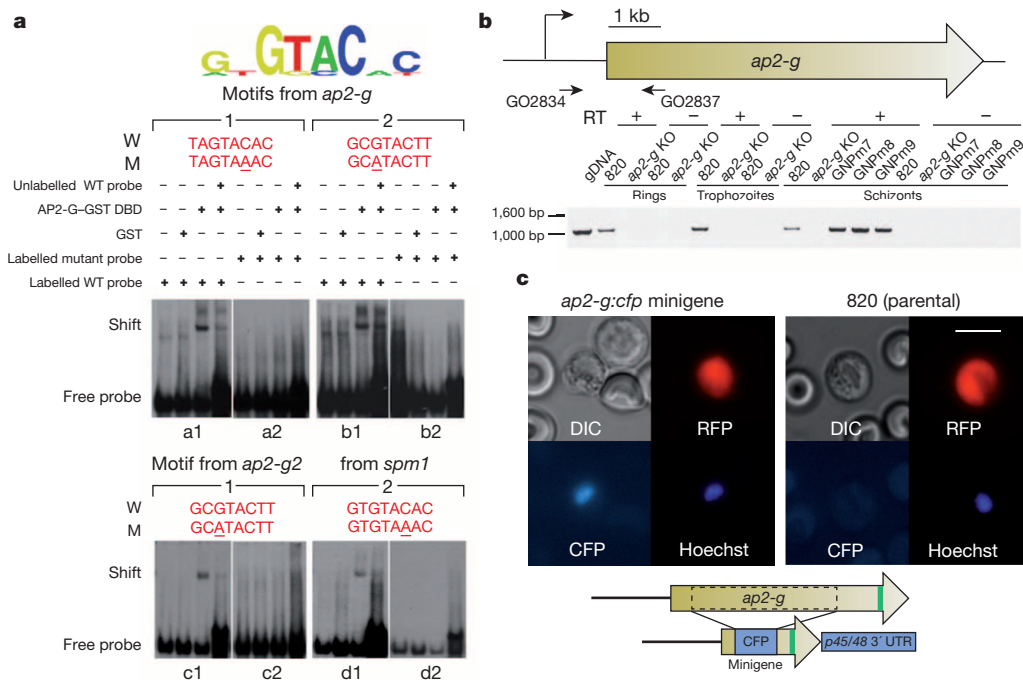 a
GTGTACAC
Motifs from ap2-g
1 2
W TAGTACAC GCGTACTT
M TAGTAAAC GCATACTT
Unlabelled WT probe – – – + – – – + – – – + – – – +
AP2-G–GST DBD – – + + – – + + – – + + – – + +
GST – + – – – + – – – + – – – + – –
Labelled mutant probe – – – – + + + + – – – – + + + +
Labelled WT probe + + + + – – – – + + + + – – – –
Shift
Free probe
a1 a2 b1 b2
Motif from ap2-g2 from spm1
1 2
W GCGTACTT GTGTACAC
M GCATACTT GTGTAAAC
Shift
Free probe
c1 c2 d1 d2
b
1 kb
ap2-g
GO2834 GO2837
RT + – + – + –
gDNA 820 ap2-g KO 820 ap2-g KO 820 ap2-g KO 820 ap2-g KO 820 ap2-g KO GNPm7 GNPm8 GNPm9 820 ap2-g KO GNPm7 GNPm8 GNPm9
Rings Trophozoites Schizonts
1,600 bp
1,000 bp
c
ap2-g:cfp minigene 820 (parental)
DIC RFP DIC RFP
CFP Hoechst CFP Hoechst
ap2-g
CFP p45/48 3′ UTR
Minigene